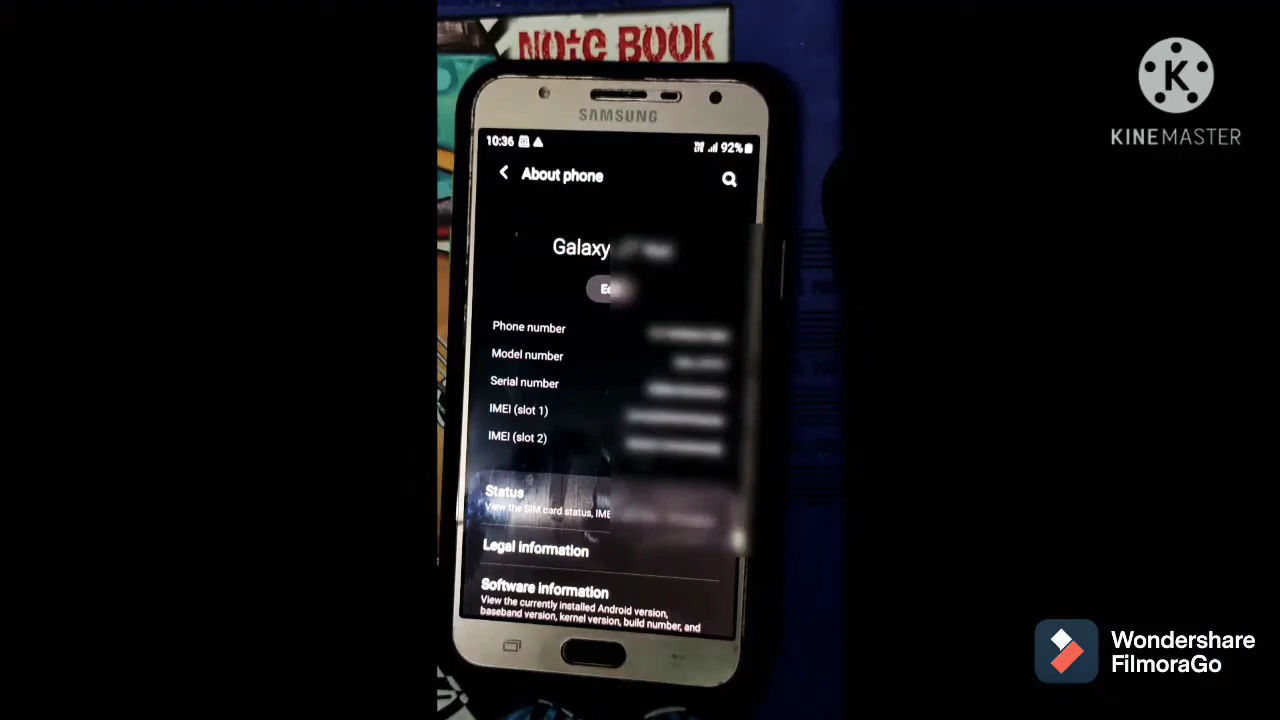 NOtE BOOK
SAMSUNG
10:36
92%
About phone
Galaxy
Phone number
Model number
Serial number
IMEI (slot 1)
IMEI (slot 2)
Status
View the SIM card status, IME
Legal information
Software information
View the currently installed Android version,
baseband version, kernel version, build number, and
K
KINEMASTER
Wondershare
FilmoraGo